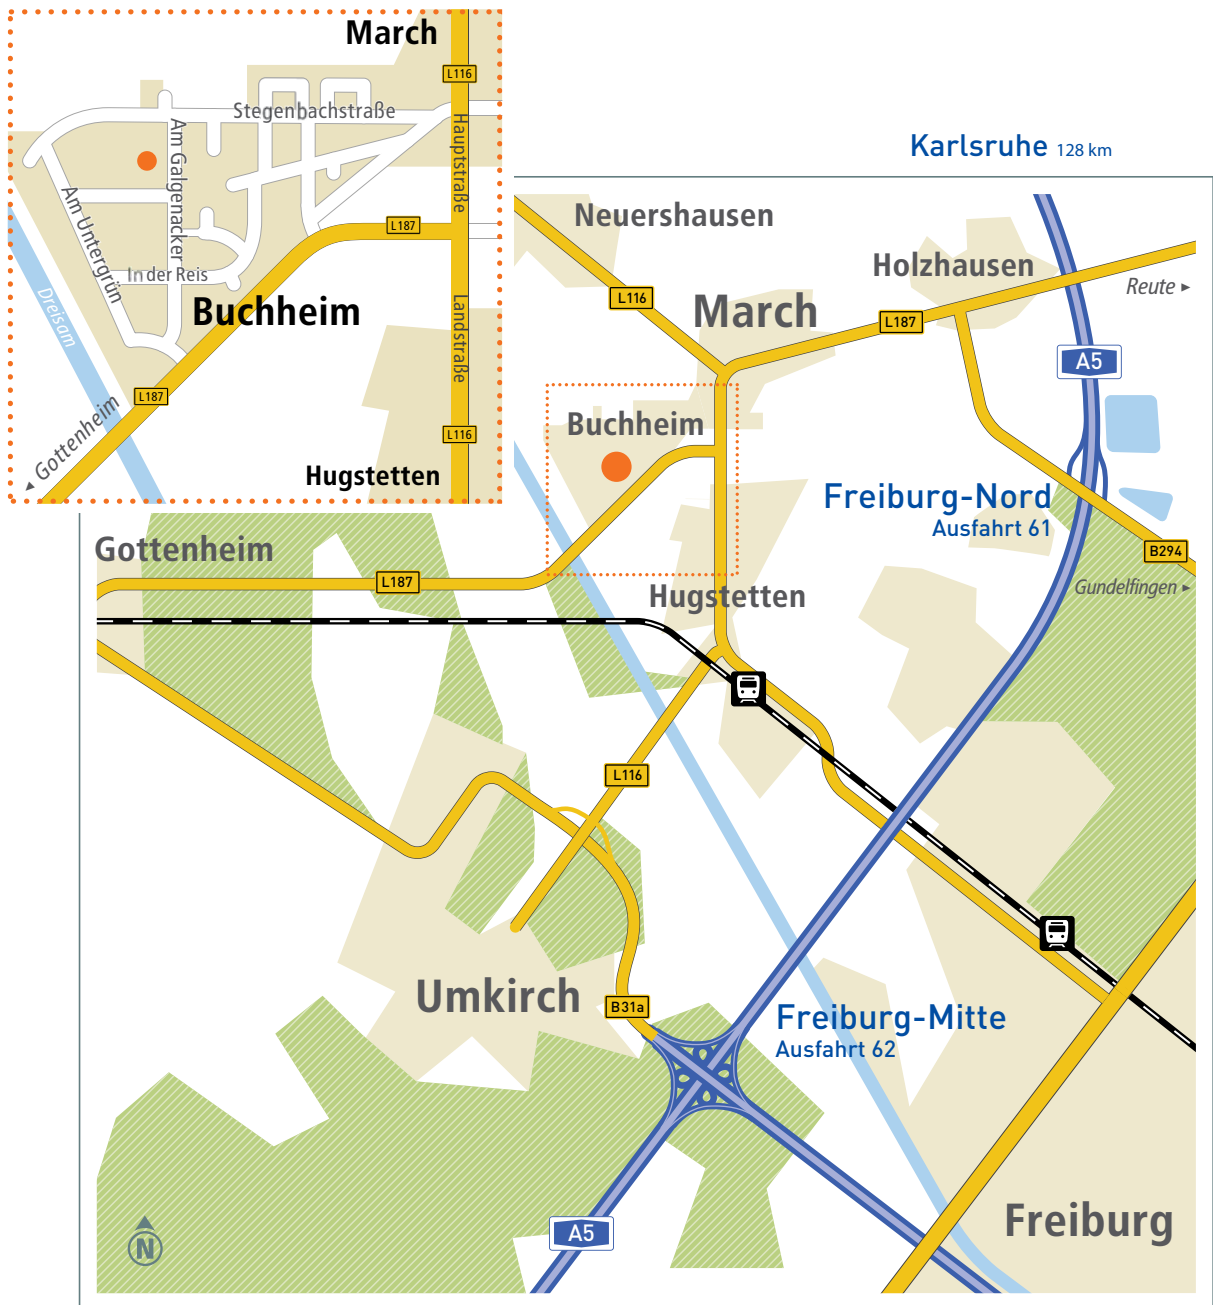 March
L116
Stegenbachstraße
Hauptstraße
Am Galgenacker
Am Untergrün
L187
In der Reis
Buchheim
Dreisam
Landstraße
L187
Gottenheim
L116
Hugstetten
Karlsruhe 128 km
Neuershausen
Holzhausen
Reute
L116
March
L187
A5
Buchheim
Freiburg-Nord
Ausfahrt 61
Gottenheim
B294
L187
Gundelfingen
Hugstetten
L116
Umkirch
B31a
Freiburg-Mitte
Ausfahrt 62
Freiburg
A5
N